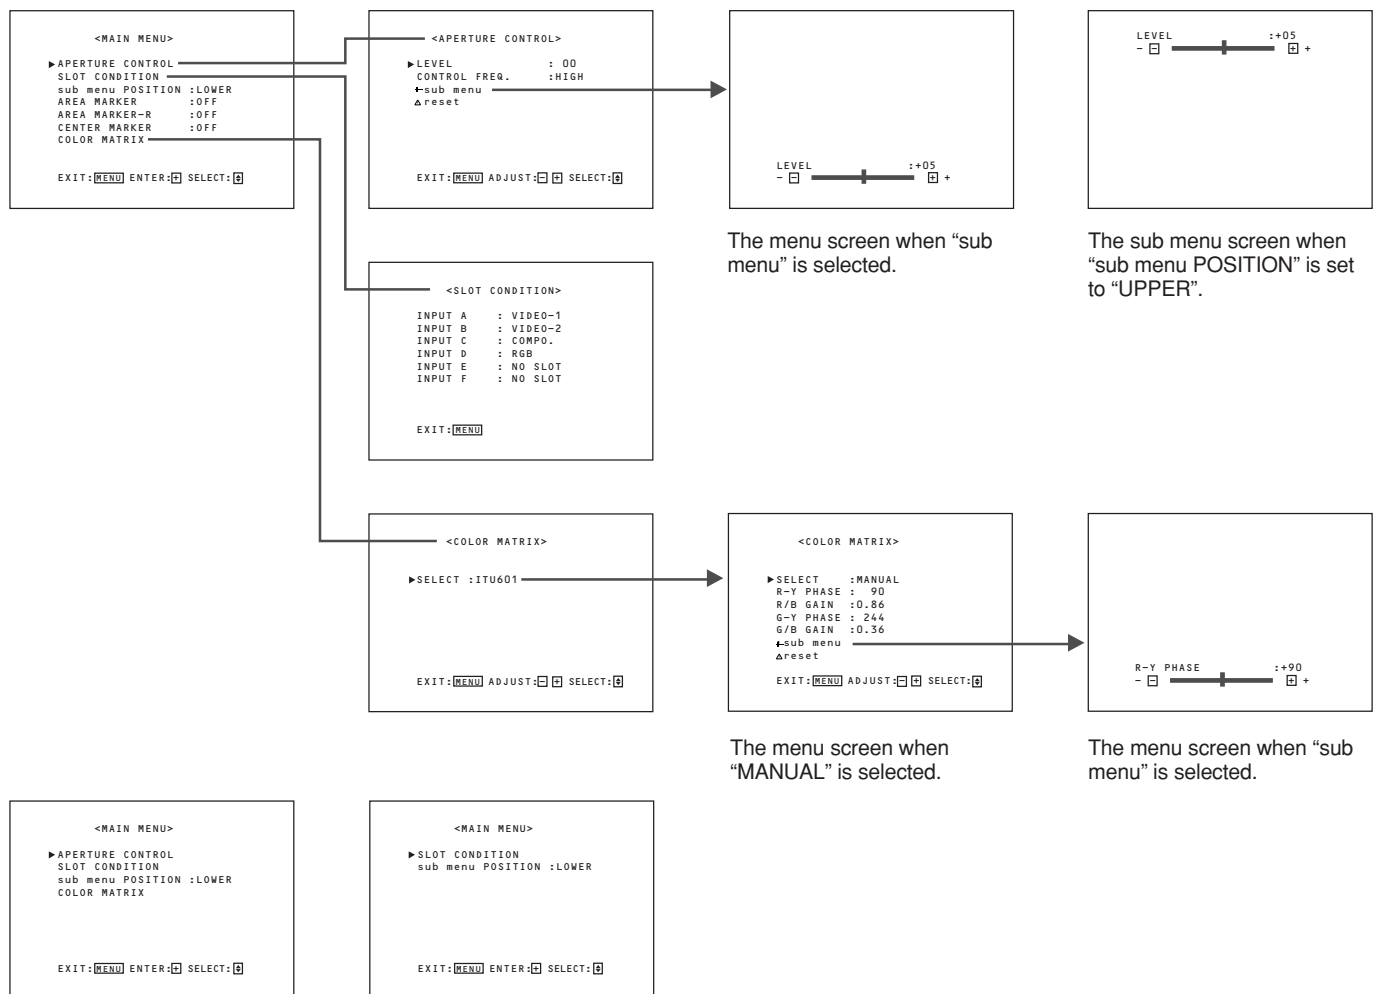 <MAIN MENU>
▶APERTURE CONTROL
SLOT CONDITION
sub menu POSITION :LOWER
AREA MARKER :OFF
AREA MARKER-R :OFF
CENTER MARKER :OFF
COLOR MATRIX
EXIT:MENU ENTER:+ SELECT:
<APERTURE CONTROL>
▶LEVEL : 00
CONTROL FREQ. :HIGH
sub menu
reset
EXIT:MENU ADJUST:- + SELECT:
LEVEL :+05
- - + +
The menu screen when “sub
menu” is selected.
LEVEL :+05
- - + +
The sub menu screen when
“sub menu POSITION” is set
to “UPPER”.
<SLOT CONDITION>
INPUT A : VIDEO-1
INPUT B : VIDEO-2
INPUT C : COMPO.
INPUT D : RGB
INPUT E : NO SLOT
INPUT F : NO SLOT
EXIT:MENU
<COLOR MATRIX>
▶SELECT :ITU601
EXIT:MENU ADJUST:- + SELECT:
<COLOR MATRIX>
▶SELECT :MANUAL
R-Y PHASE : 90
R/B GAIN :0.86
G-Y PHASE : 244
G/B GAIN :0.36
sub menu
reset
EXIT:MENU ADJUST:- + SELECT:
The menu screen when
“MANUAL” is selected.
R-Y PHASE :+90
- - + +
The menu screen when “sub
menu” is selected.
<MAIN MENU>
▶APERTURE CONTROL
SLOT CONDITION
sub menu POSITION :LOWER
COLOR MATRIX
EXIT:MENU ENTER:+ SELECT:
<MAIN MENU>
▶SLOT CONDITION
sub menu POSITION :LOWER
EXIT:MENU ENTER:+ SELECT: